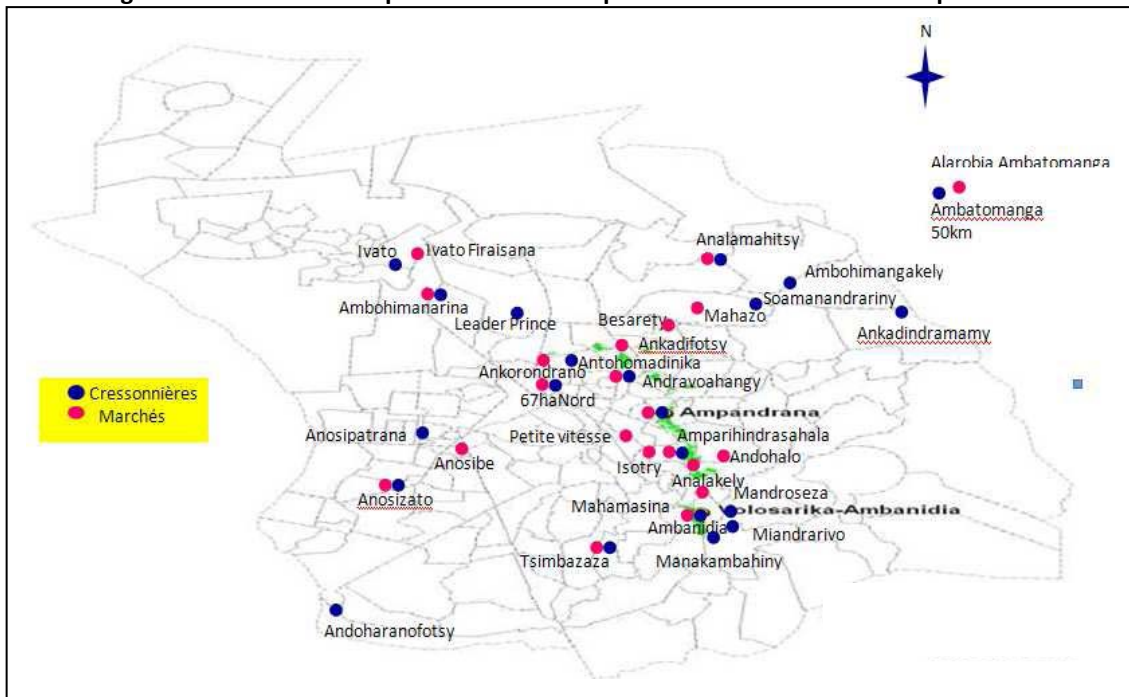 N
Alarobia Ambatomanga
Ambatomanga
50km
Analamahitsy
Ivato
Ivato Firaisana
Ambohimangakely
Soamanandrariny
Ambohimanarina
Leader Prince
Besarety
Mahazo
Ankadindramamy
Ankadifotsy
Antohomadinika
Ankorondrano
Andravoahangy
Cressonnières
Marchés
67haNord
Ampandrana
Anosipatrana
Petite vitesse
Amparihindrasahala
Anosibe
Isotry
Andohalo
Analakely
Anosizato
Mandroseza
Mahamasina
Volosarika-Ambanidia
Ambanidia
Miandrarivo
Tsimbazaza
Manakambahiny
Andoharanofotsy